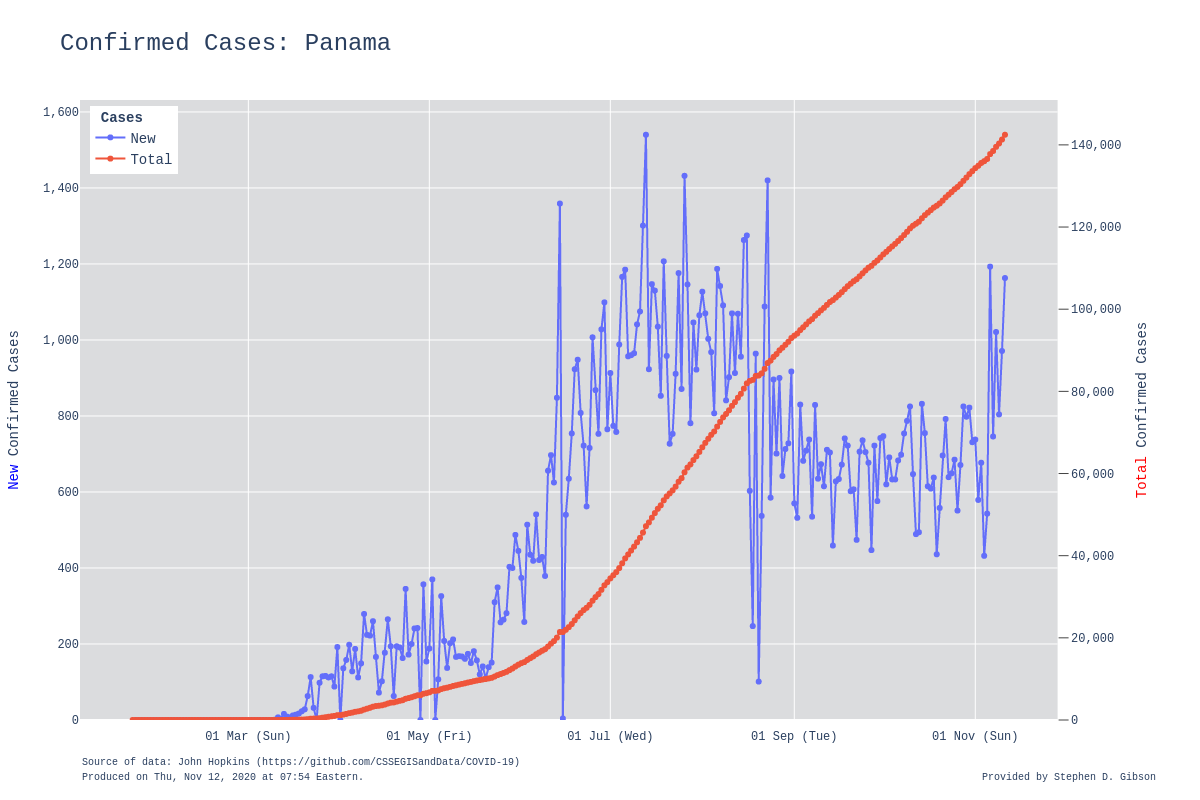 Confirmed Cases: Panama
Cases
New
Total
1,600
1,400
1,200
1,000
800
600
400
200
0
140,000
120,000
100,000
80,000
60,000
40,000
20,000
0
New Confirmed Cases
Total Confirmed Cases
01 Mar (Sun)
01 May (Fri)
01 Jul (Wed)
01 Sep (Tue)
01 Nov (Sun)
Source of data: John Hopkins (https://github.com/CSSEGISandData/COVID-19)
Produced on Thu, Nov 12, 2020 at 07:54 Eastern.
Provided by Stephen D. Gibson